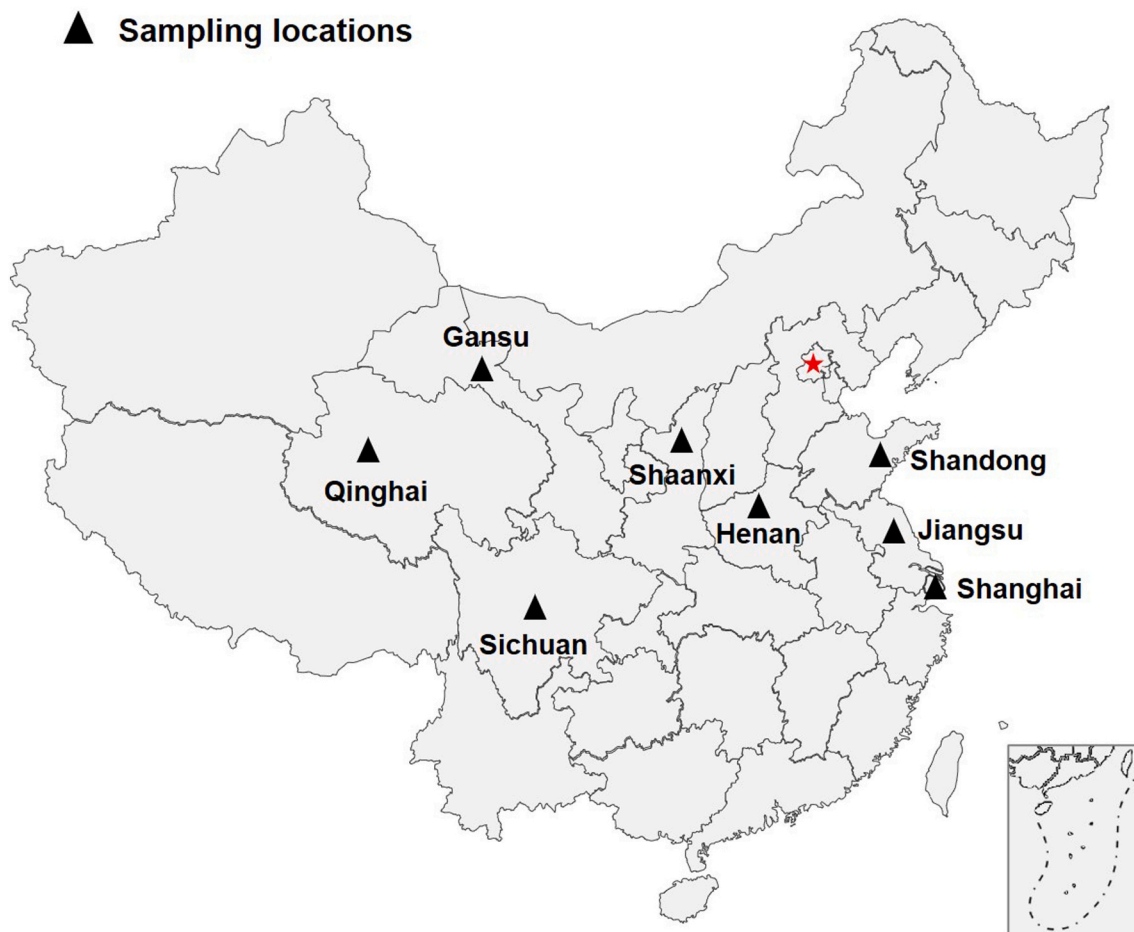 Sampling locations
Gansu
Shaanxi
Shandong
Qinghai
Henan
Jiangsu
Shanghai
Sichuan